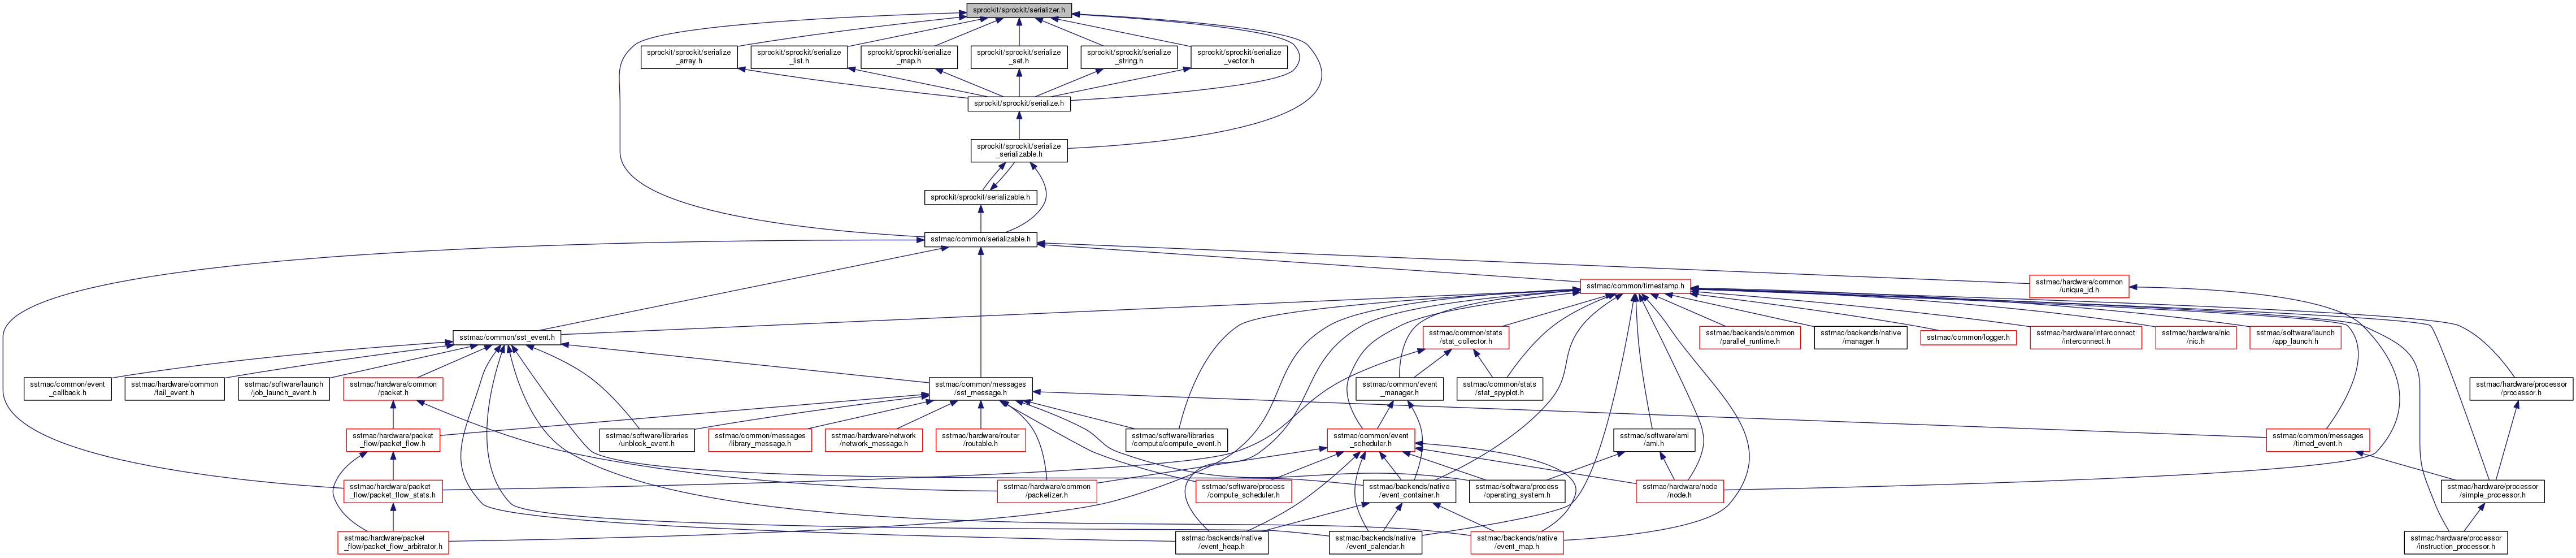 sprockit/sprockit/serializer.h
sprockit/sprockit/serialize
_array.h
sprockit/sprockit/serialize
_list.h
sprockit/sprockit/serialize
_map.h
sprockit/sprockit/serialize
_set.h
sprockit/sprockit/serialize
_string.h
sprockit/sprockit/serialize
_vector.h
sprockit/sprockit/serialize.h
sprockit/sprockit/serialize
_serializable.h
sprockit/sprockit/serializable.h
sstmac/common/serializable.h
sstmac/common/timestamp.h
sstmac/hardware/common
/unique_id.h
sstmac/common/sst_event.h
sstmac/common/stats
/stat_collector.h
sstmac/backends/common
/parallel_runtime.h
sstmac/backends/native
/manager.h
sstmac/common/logger.h
sstmac/hardware/interconnect
/interconnect.h
sstmac/hardware/nic
/nic.h
sstmac/software/launch
/app_launch.h
sstmac/common/event
_callback.h
sstmac/hardware/common
/fail_event.h
sstmac/software/launch
/job_launch_event.h
sstmac/hardware/common
/packet.h
sstmac/common/messages
/sst_message.h
sstmac/common/event
_manager.h
sstmac/common/stats
/stat_spyplot.h
sstmac/hardware/processor
/processor.h
sstmac/hardware/packet
_flow/packet_flow.h
sstmac/software/libraries
/unblock_event.h
sstmac/common/messages
/library_message.h
sstmac/hardware/network
/network_message.h
sstmac/hardware/router
/routable.h
sstmac/software/libraries
/compute/compute_event.h
sstmac/common/event
_scheduler.h
sstmac/software/ami
/ami.h
sstmac/common/messages
/timed_event.h
sstmac/hardware/packet
_flow/packet_flow_stats.h
sstmac/hardware/common
/packetizer.h
sstmac/software/process
/compute_scheduler.h
sstmac/backends/native
/event_container.h
sstmac/software/process
/operating_system.h
sstmac/hardware/node
/node.h
sstmac/hardware/processor
/simple_processor.h
sstmac/hardware/packet
_flow/packet_flow_arbitrator.h
sstmac/backends/native
/event_heap.h
sstmac/backends/native
/event_calendar.h
sstmac/backends/native
/event_map.h
sstmac/hardware/processor
/instruction_processor.h